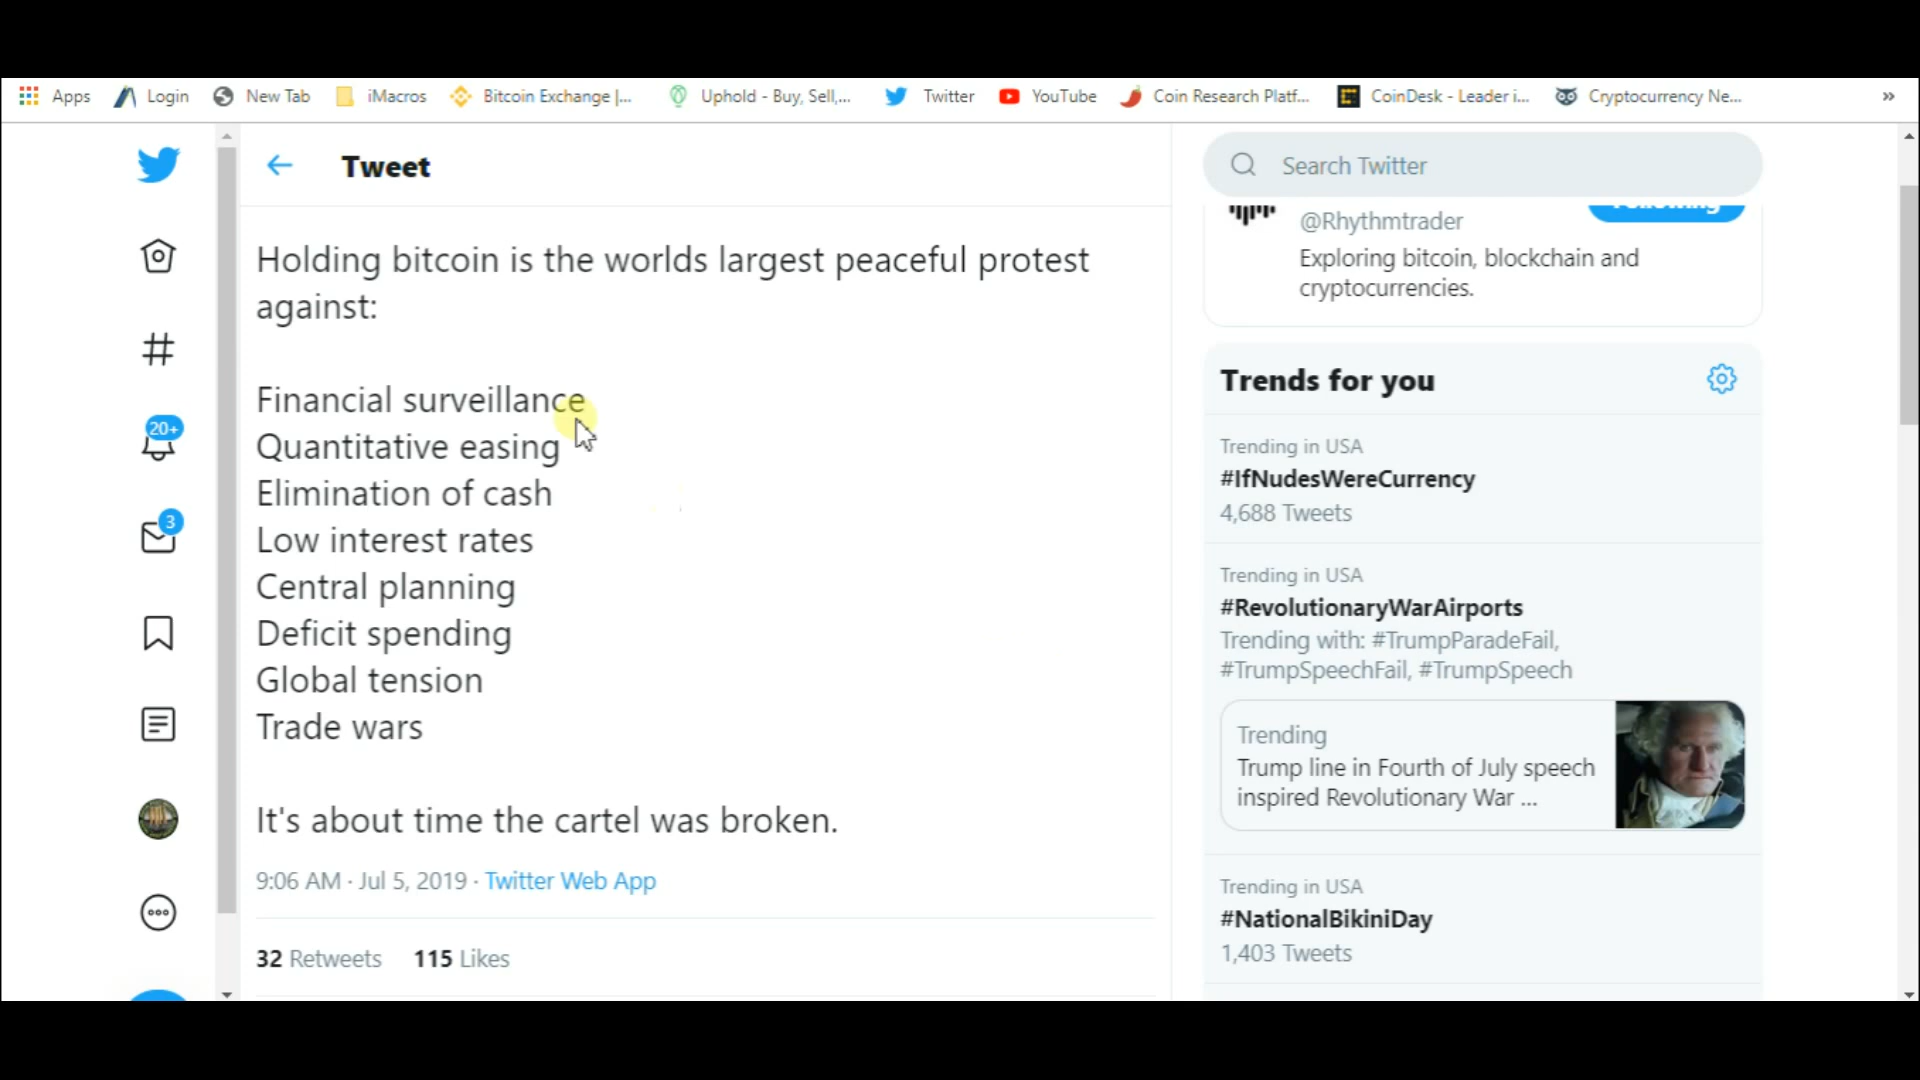 Apps Login New Tab iMacros Bitcoin Exchange |... Uphold - Buy, Sell,... Twitter YouTube Coin Research Platf... CoinDesk - Leader i... Cryptocurrency Ne... »
Tweet
Holding bitcoin is the worlds largest peaceful protest
against:
Financial surveillance
Quantitative easing
Elimination of cash
Low interest rates
Central planning
Deficit spending
Global tension
Trade wars
It's about time the cartel was broken.
9:06 AM · Jul 5, 2019 · Twitter Web App
32 Retweets 115 Likes
20+
3
Search Twitter
@Rhythmtrader
Exploring bitcoin, blockchain and
cryptocurrencies.
Trends for you
Trending in USA
#IfNudesWereCurrency
4,688 Tweets
Trending in USA
#RevolutionaryWarAirports
Trending with: #TrumpParadeFail,
#TrumpSpeechFail, #TrumpSpeech
Trending
Trump line in Fourth of July speech
inspired Revolutionary War ...
Trending in USA
#NationalBikiniDay
1,403 Tweets